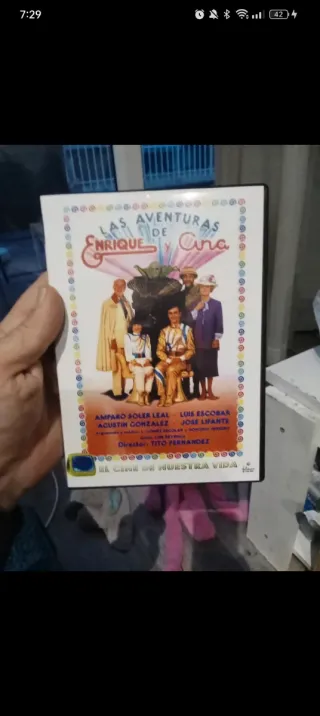 7:29
42
LAS AVENTURAS
DE
ENRIQUE y Ana
AMPARO SOLER LEAL LUIS ESCOBAR
AGUSTIN GONZALEZ JOSE LIFANTE
Director: TITO FERNANDEZ
EL CINE DE NUESTRA VIDA